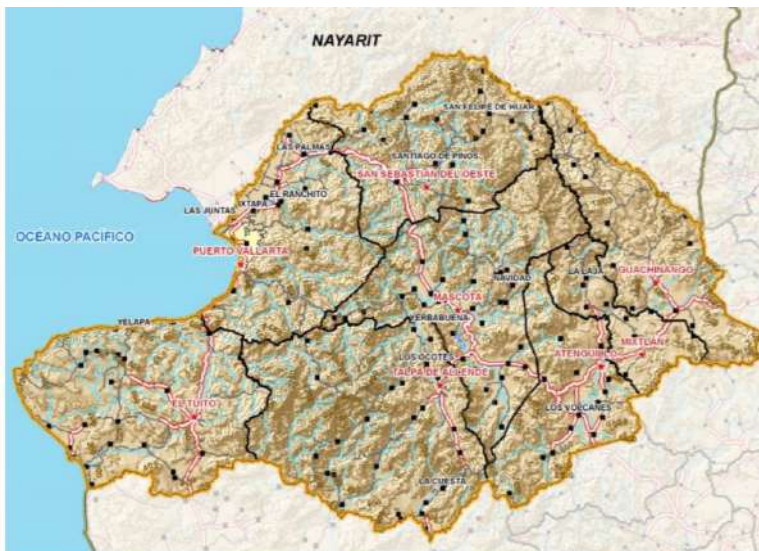 NAYARIT
SAN FELIPE DE HIJAR
LAS PALMAS
SANTIAGO DE PINOS
SAN SEBASTIAN DEL OESTE
EL RANCHITO
IXTAPA
LAS JUNTAS
OCEANO PACIFICO
PUERTO VALLARTA
LA LAJA
GUACHINANGO
NAVIDAD
MASCOTA
YELAPA
YERBABUENA
MIXTLAN
LOS OCOTES
ATENGUILLO
TALPA DE ALLENDE
EL TUITO
LOS VOLCANES
LA CUESTA